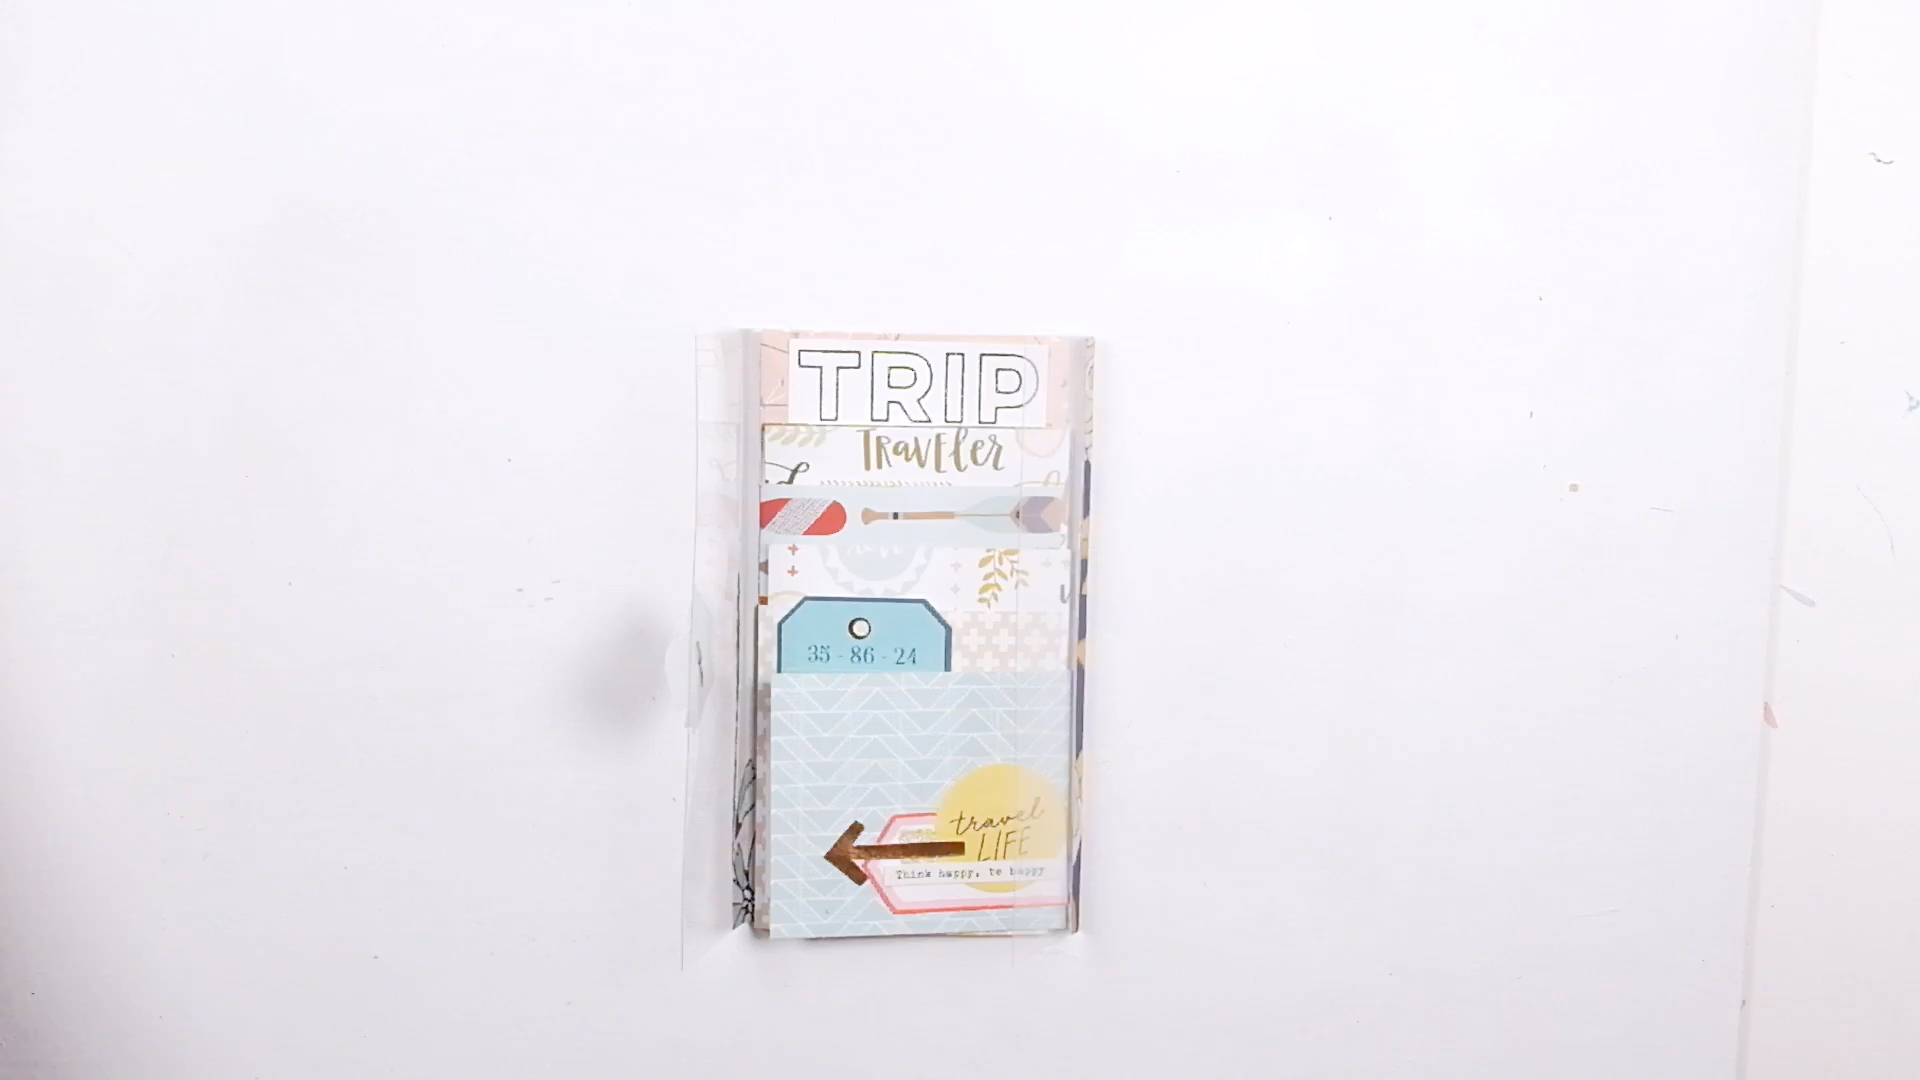 TRIP
TRavEler
35 - 86 - 24
travel
LIFE
Think happy, be happy